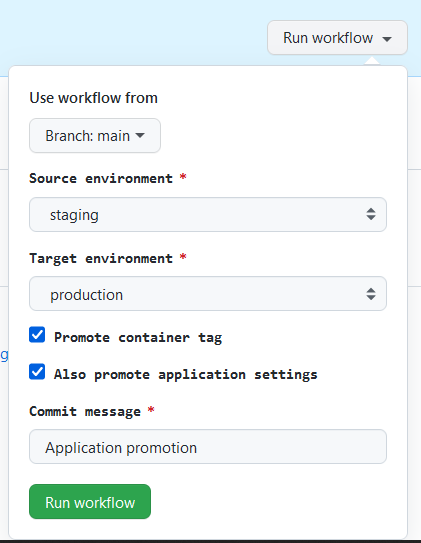 Run workflow
Use workflow from
Branch: main
Source environment *
staging
Target environment *
production
Promote container tag
Also promote application settings
Commit message *
Application promotion
Run workflow